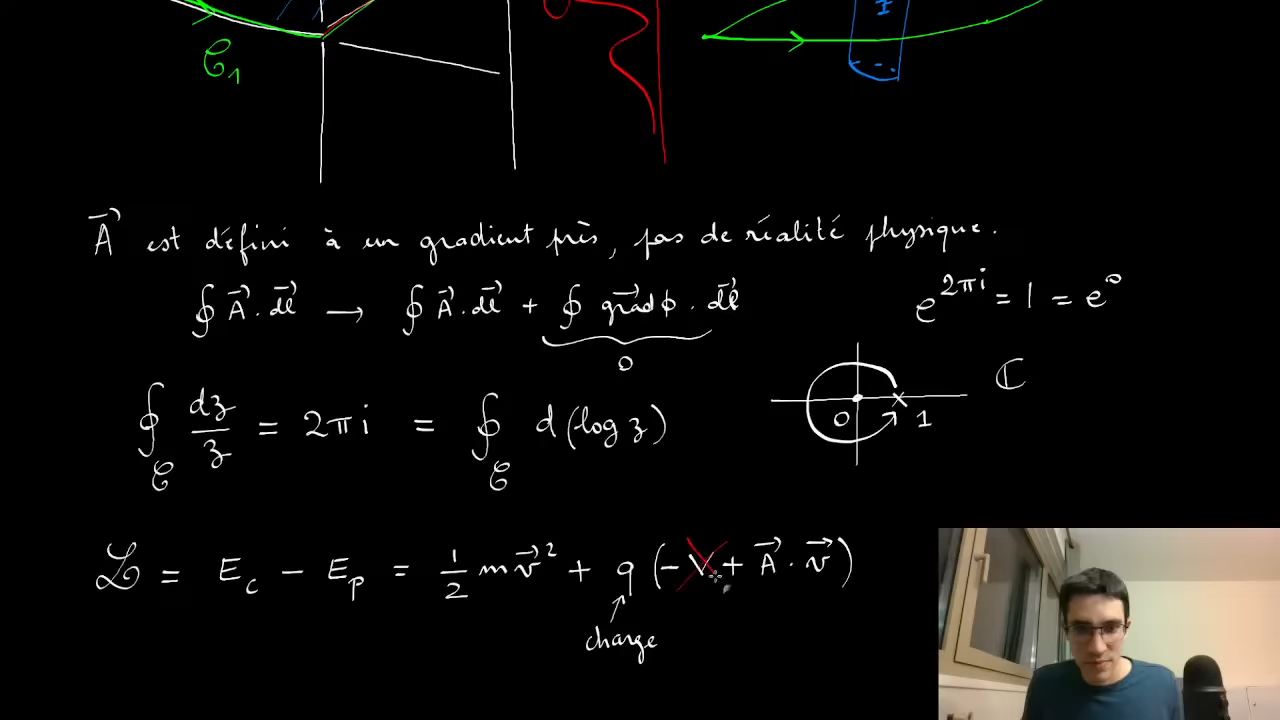 I
𝒞₁
A⃗ est défini à un gradient près, pas de réalité physique.
∮ A⃗ · dl⃗ → ∮ A⃗ · dl⃗ + ∮ grad⃗ϕ · dl⃗
0
e^{2πi} = 1 = e^0
ℂ
∮_𝒞 dz/z = 2πi = ∮_𝒞 d(log z)
0 1
ℒ = E_c − E_p = 1/2 m v⃗² + q (− V + A⃗ · v⃗)
charge